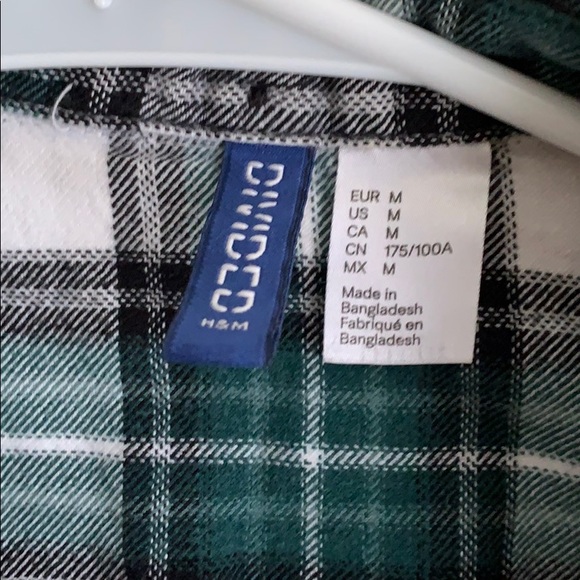 DIVIDED
H&M
EUR M
US M
CA M
CN 175/100A
MX M
Made in
Bangladesh
Fabriqué en
Bangladesh